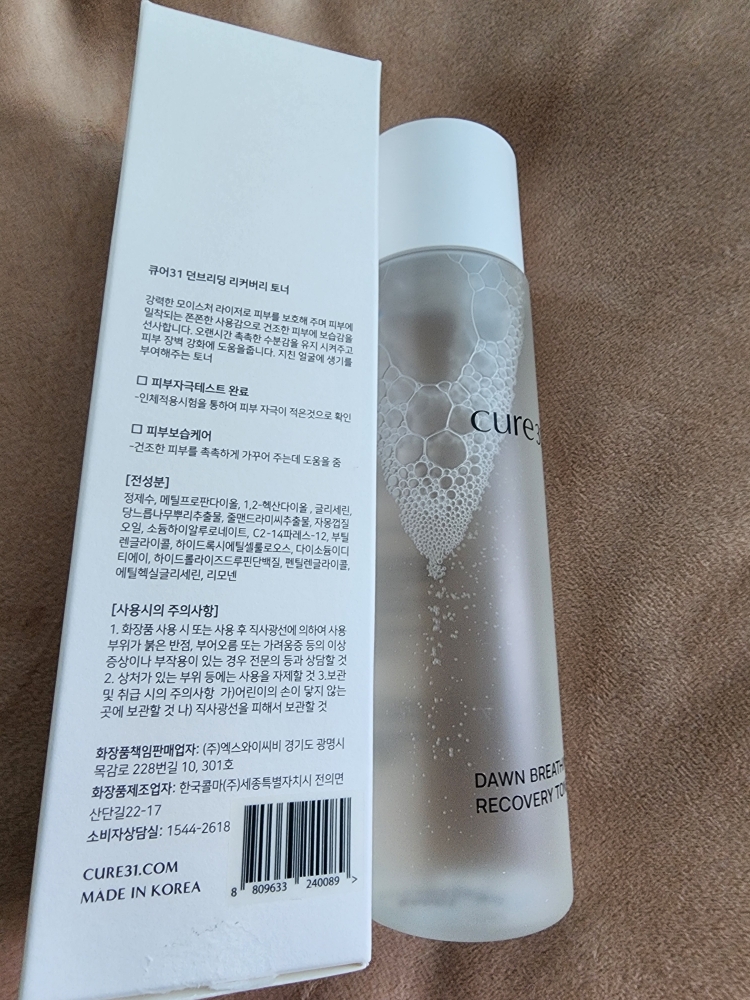 큐어31 던브리딩 리커버리 토너
강력한 모이스처 라이저로 피부를 보호해 주며 피부에
밀착되는 쫀쫀한 사용감으로 건조한 피부에 보습감을
선사합니다. 오랜시간 촉촉한 수분감을 유지 시켜주고
피부 장벽 강화에 도움을줍니다. 지친 얼굴에 생기를
부여해주는 토너
☐ 피부자극테스트 완료
-인체적용시험을 통하여 피부 자극이 적은것으로 확인
☐ 피부보습케어
-건조한 피부를 촉촉하게 가꾸어 주는데 도움을 줌
[전성분]
정제수, 메틸프로판다이올, 1,2-헥산다이올, 글리세린,
당느릅나무뿌리추출물, 줄맨드라미씨추출물, 자몽껍질
오일, 소듐하이알루로네이트, C12-14파레스-12, 부틸
렌글라이콜, 하이드록시에틸셀룰로오스, 다이소듐이디
티에이, 하이드롤라이즈드루핀단백질, 펜틸렌글라이콜,
에틸헥실글리세린, 리모넨
[사용시의 주의사항]
1. 화장품 사용 시 또는 사용 후 직사광선에 의하여 사용
부위가 붉은 반점, 부어오름 또는 가려움증 등의 이상
증상이나 부작용이 있는 경우 전문의 등과 상담할 것
2. 상처가 있는 부위 등에는 사용을 자제할 것 3.보관
및 취급 시의 주의사항 가)어린이의 손이 닿지 않는
곳에 보관할 것 나) 직사광선을 피해서 보관할 것
화장품책임판매업자: (주)엑스와이씨비 경기도 광명시
목감로 228번길 10, 301호
화장품제조업자: 한국콜마(주)세종특별자치시 전의면
산단길22-17
소비자상담실: 1544-2618
CURE31.COM
MADE IN KOREA
8 809633 240089 >
cure3
DAWN BREATH
RECOVERY TO